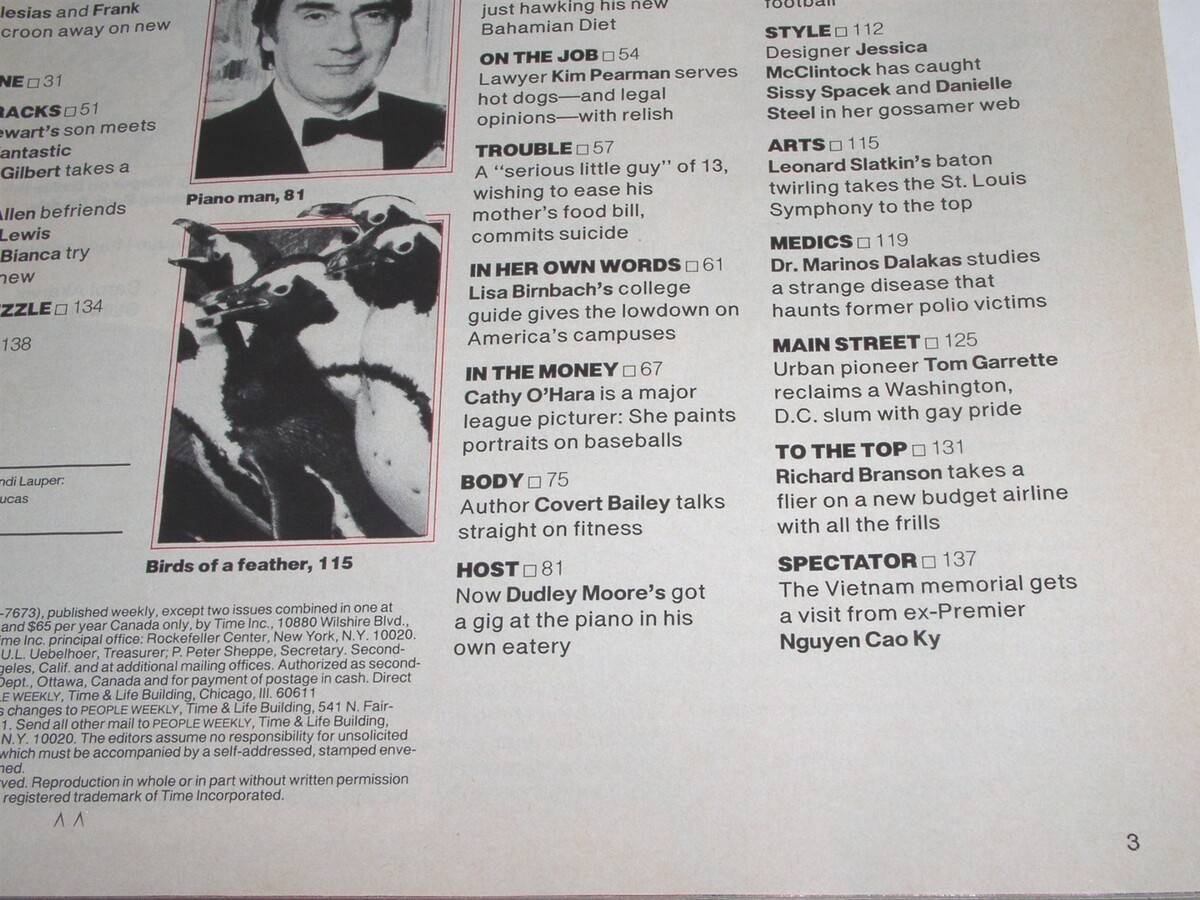 lesias and Frank
croon away on new
NE □ 31
RACKS □ 51
ewart's son meets
antastic
Gilbert takes a
Allen befriends
Lewis
Bianca try
new
ZZLE □ 134
138
ndi Lauper:
ucas
Piano man, 81
Birds of a feather, 115
-7673), published weekly, except two issues combined in one at
and $65 per year Canada only, by Time Inc., 10880 Wilshire Blvd.,
ime Inc. principal office: Rockefeller Center, New York, N.Y. 10020.
U.L. Uebelhoer, Treasurer; P. Peter Sheppe, Secretary. Second-
geles, Calif. and at additional mailing offices. Authorized as second-
Dept., Ottawa, Canada and for payment of postage in cash. Direct
LE WEEKLY, Time & Life Building, Chicago, Ill. 60611
s changes to PEOPLE WEEKLY, Time & Life Building, 541 N. Fair-
1. Send all other mail to PEOPLE WEEKLY, Time & Life Building,
N.Y. 10020. The editors assume no responsibility for unsolicited
which must be accompanied by a self-addressed, stamped enve-
ned.
ved. Reproduction in whole or in part without written permission
registered trademark of Time Incorporated.
just hawking his new
Bahamian Diet
ON THE JOB □ 54
Lawyer Kim Pearman serves
hot dogs—and legal
opinions—with relish
TROUBLE □ 57
A "serious little guy" of 13,
wishing to ease his
mother's food bill,
commits suicide
IN HER OWN WORDS □ 61
Lisa Birnbach's college
guide gives the lowdown on
America's campuses
IN THE MONEY □ 67
Cathy O'Hara is a major
league picturer: She paints
portraits on baseballs
BODY □ 75
Author Covert Bailey talks
straight on fitness
HOST □ 81
Now Dudley Moore's got
a gig at the piano in his
own eatery
football
STYLE □ 112
Designer Jessica
McClintock has caught
Sissy Spacek and Danielle
Steel in her gossamer web
ARTS □ 115
Leonard Slatkin's baton
twirling takes the St. Louis
Symphony to the top
MEDICS □ 119
Dr. Marinos Dalakas studies
a strange disease that
haunts former polio victims
MAIN STREET □ 125
Urban pioneer Tom Garrette
reclaims a Washington,
D.C. slum with gay pride
TO THE TOP □ 131
Richard Branson takes a
flier on a new budget airline
with all the frills
SPECTATOR □ 137
The Vietnam memorial gets
a visit from ex-Premier
Nguyen Cao Ky
3